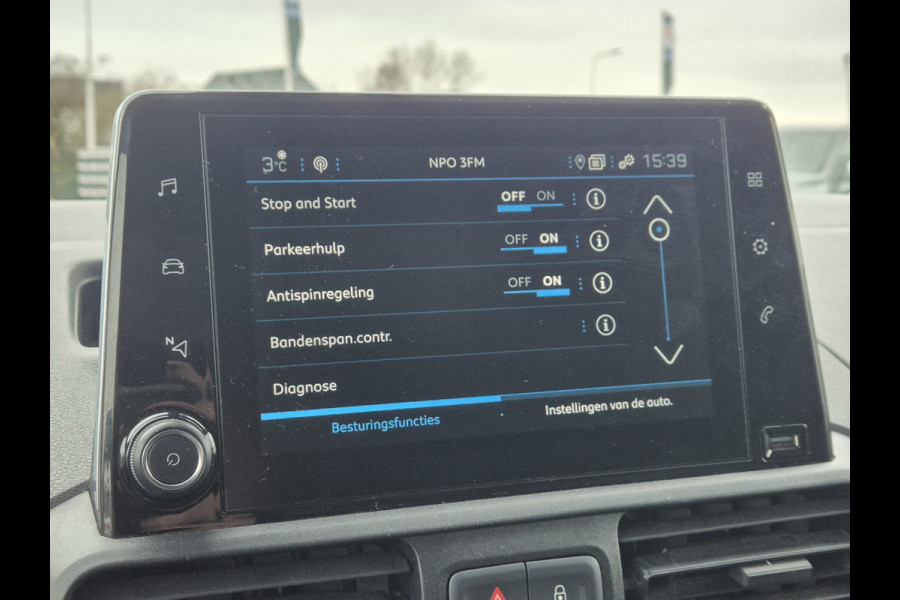 3°C NPO 3FM 15:39
Stop and Start OFF ON
Parkeerhulp OFF ON
Antispinregeling OFF ON
Bandenspan.contr.
Diagnose
Besturingsfuncties Instellingen van de auto.
N